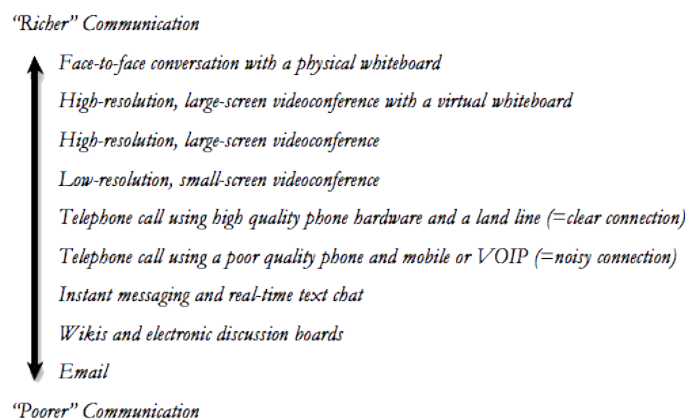 “Richer” Communication
Face-to-face conversation with a physical whiteboard
High-resolution, large-screen videoconference with a virtual whiteboard
High-resolution, large-screen videoconference
Low-resolution, small-screen videoconference
Telephone call using high quality phone hardware and a land line (=clear connection)
Telephone call using a poor quality phone and mobile or VOIP (=noisy connection)
Instant messaging and real-time text chat
Wikis and electronic discussion boards
Email
“Poorer” Communication